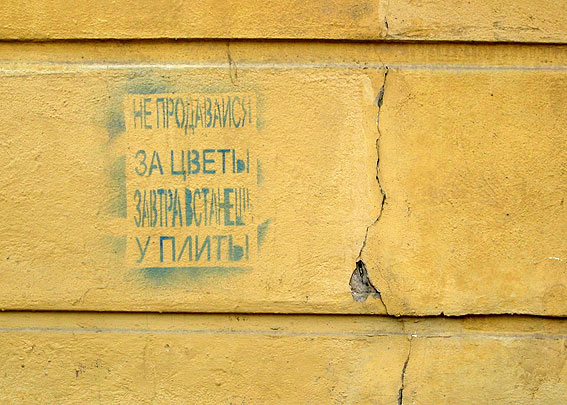 НЕ ПРОДАВАЙСЯ
ЗА ЦВЕТЫ
ЗАВТРА ВСТАНЕШЬ
У ПЛИТЫ